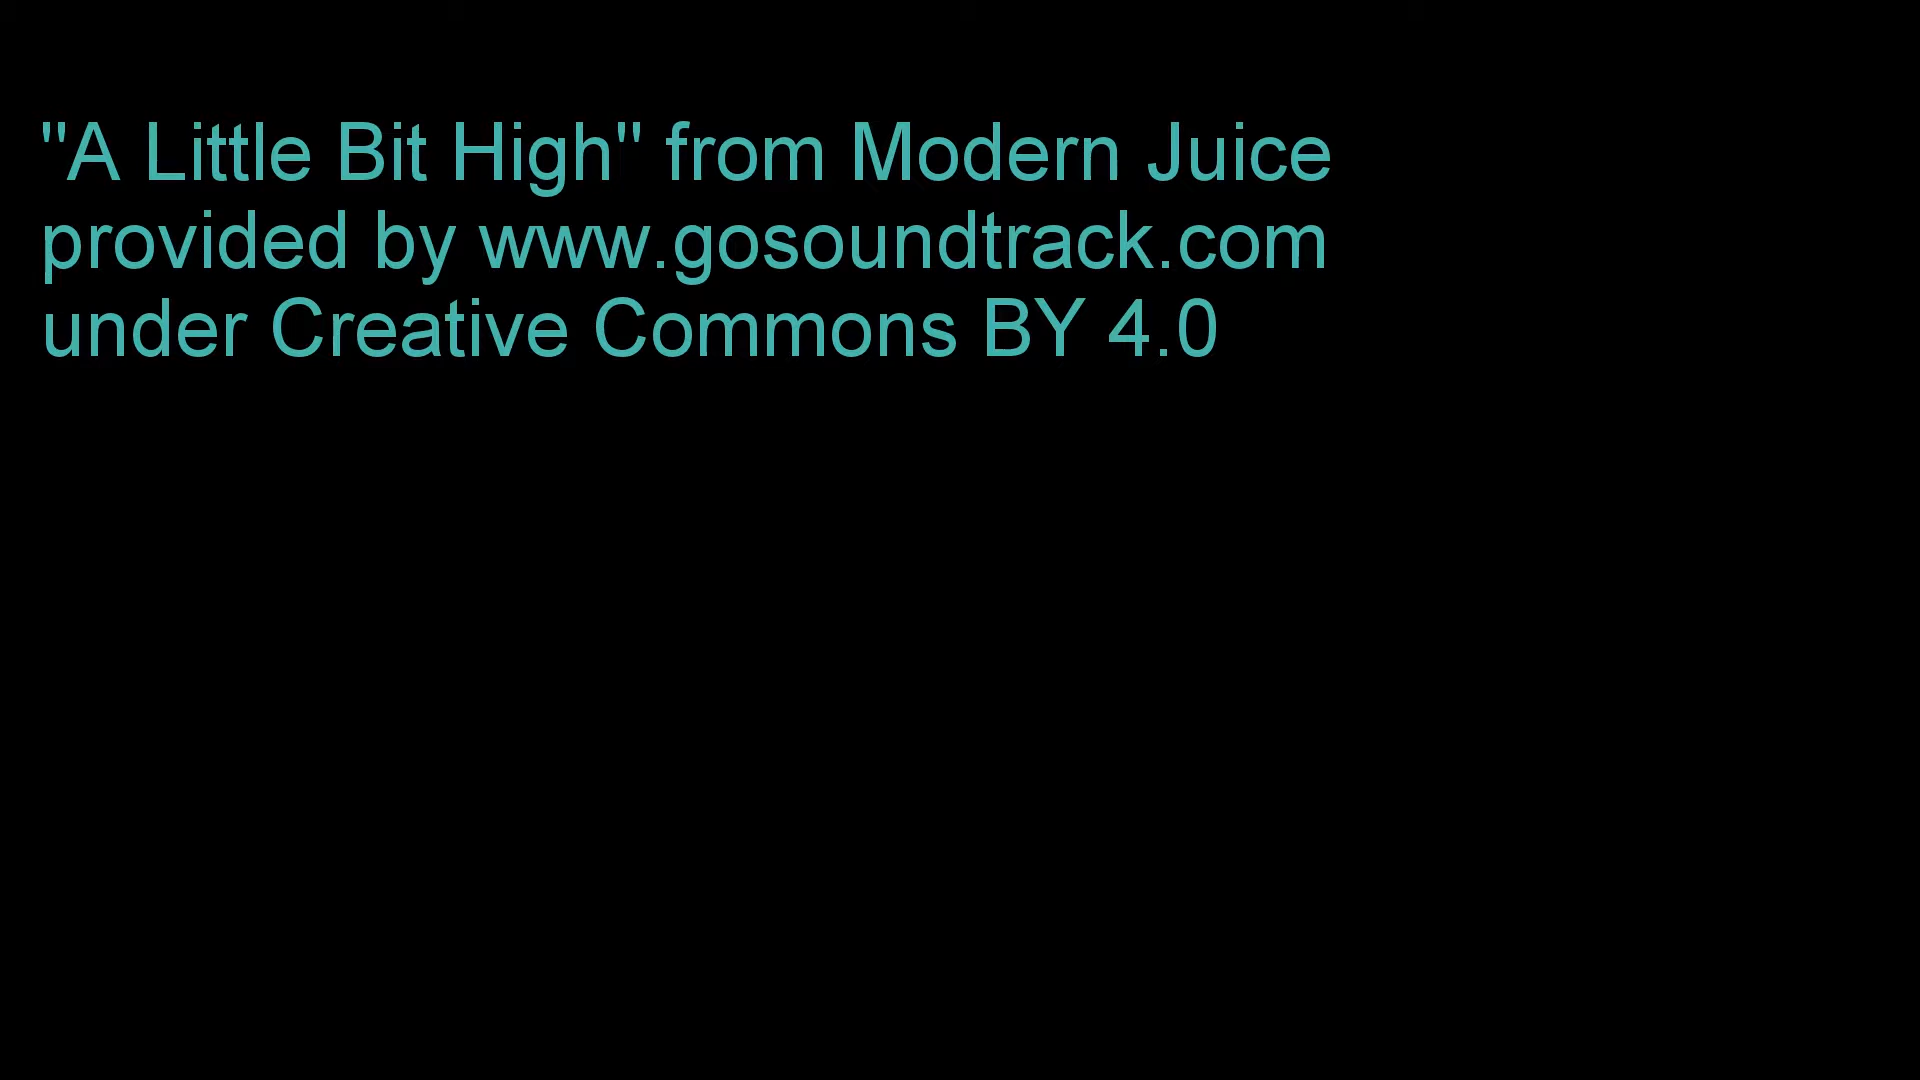 "A Little Bit High" from Modern Juice
provided by www.gosoundtrack.com
under Creative Commons BY 4.0